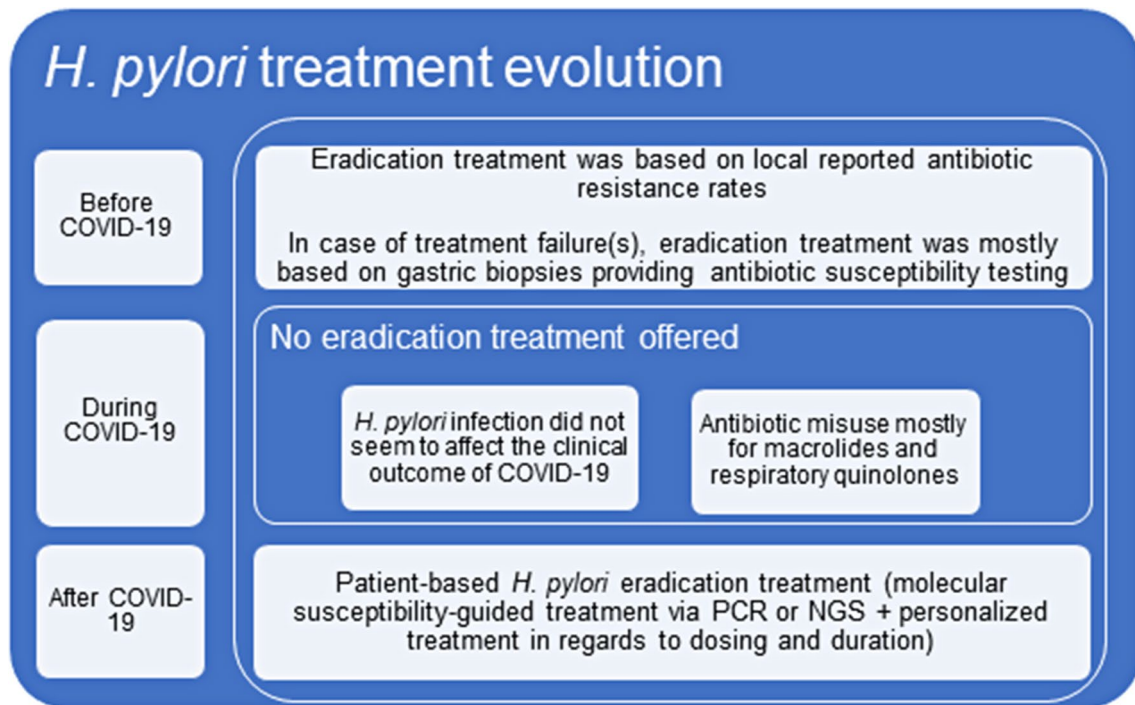 H. pylori treatment evolution
Before
COVID-19
Eradication treatment was based on local reported antibiotic
resistance rates
In case of treatment failure(s), eradication treatment was mostly
based on gastric biopsies providing antibiotic susceptibility testing
During
COVID-19
No eradication treatment offered
H. pylori infection did not
seem to affect the clinical
outcome of COVID-19
Antibiotic misuse mostly
for macrolides and
respiratory quinolones
After COVID-
19
Patient-based H. pylori eradication treatment (molecular
susceptibility-guided treatment via PCR or NGS + personalized
treatment in regards to dosing and duration)